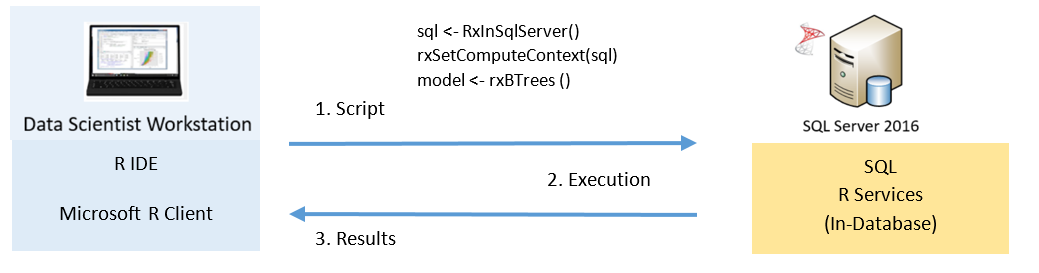 sql <- RxInSqlServer()
rxSetComputeContext(sql)
model <- rxBTrees ()
1. Script
Data Scientist Workstation
SQL Server 2016
R IDE
Microsoft R Client
2. Execution
SQL
R Services
(In-Database)
3. Results